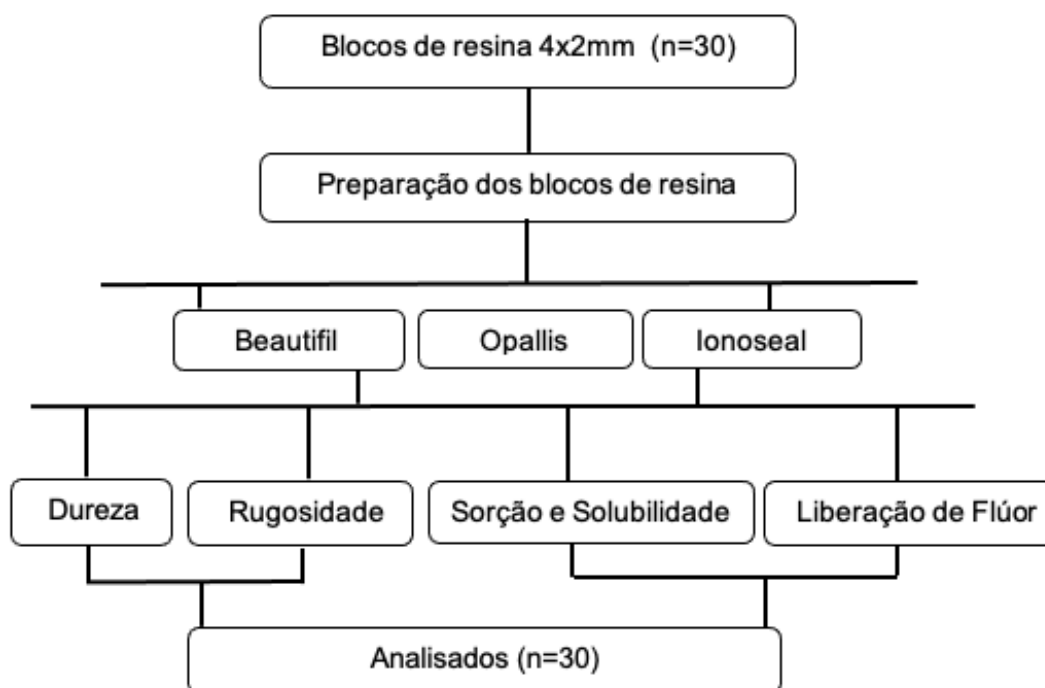 Blocos de resina 4x2mm (n=30)
Preparação dos blocos de resina
Beautifil
Opallis
Ionoseal
Dureza
Rugosidade
Sorção e Solubilidade
Liberação de Flúor
Analisados (n=30)